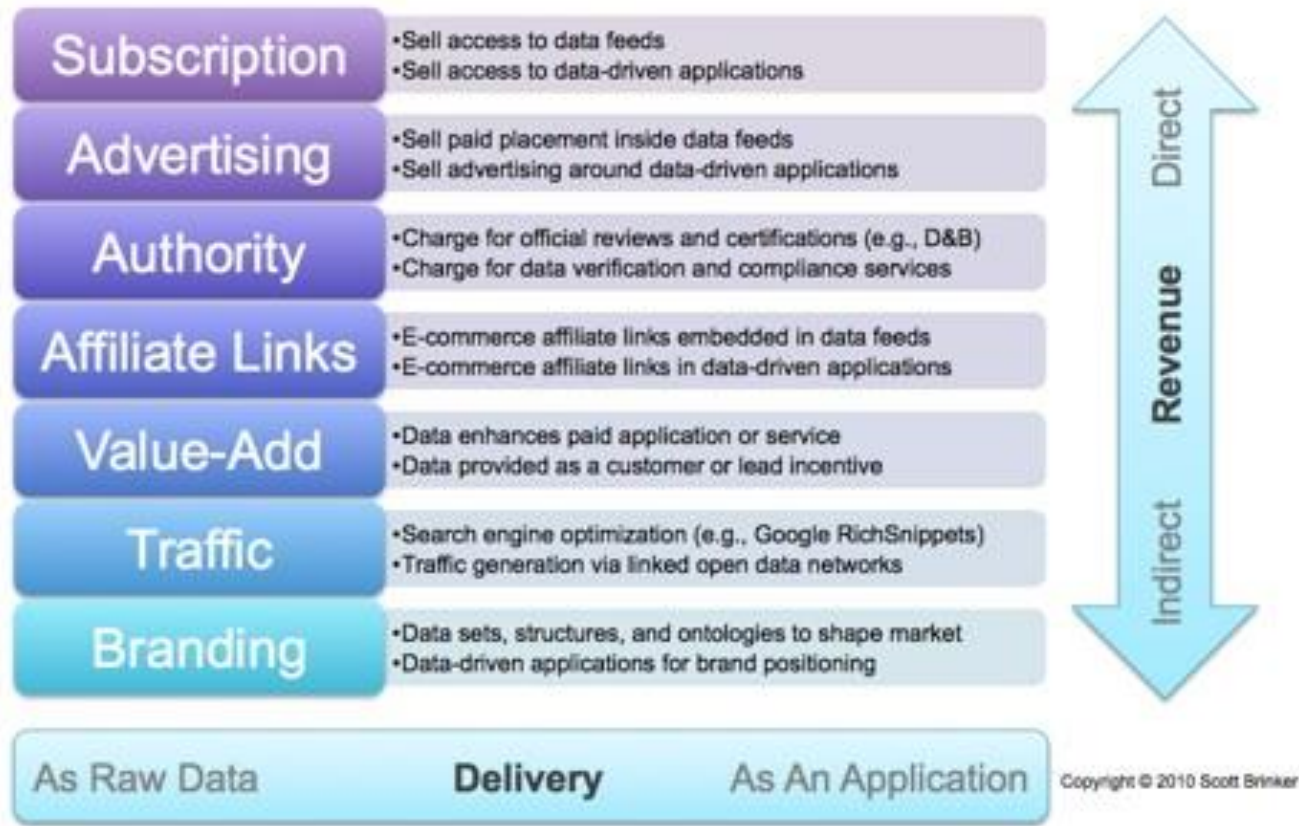 Subscription
•Sell access to data feeds
•Sell access to data-driven applications
Advertising
•Sell paid placement inside data feeds
•Sell advertising around data-driven applications
Authority
•Charge for official reviews and certifications (e.g., D&B)
•Charge for data verification and compliance services
Affiliate Links
•E-commerce affiliate links embedded in data feeds
•E-commerce affiliate links in data-driven applications
Value-Add
•Data enhances paid application or service
•Data provided as a customer or lead incentive
Traffic
•Search engine optimization (e.g., Google RichSnippets)
•Traffic generation via linked open data networks
Branding
•Data sets, structures, and ontologies to shape market
•Data-driven applications for brand positioning
Direct
Revenue
Indirect
As Raw Data
Delivery
As An Application
Copyright © 2010 Scott Brinker